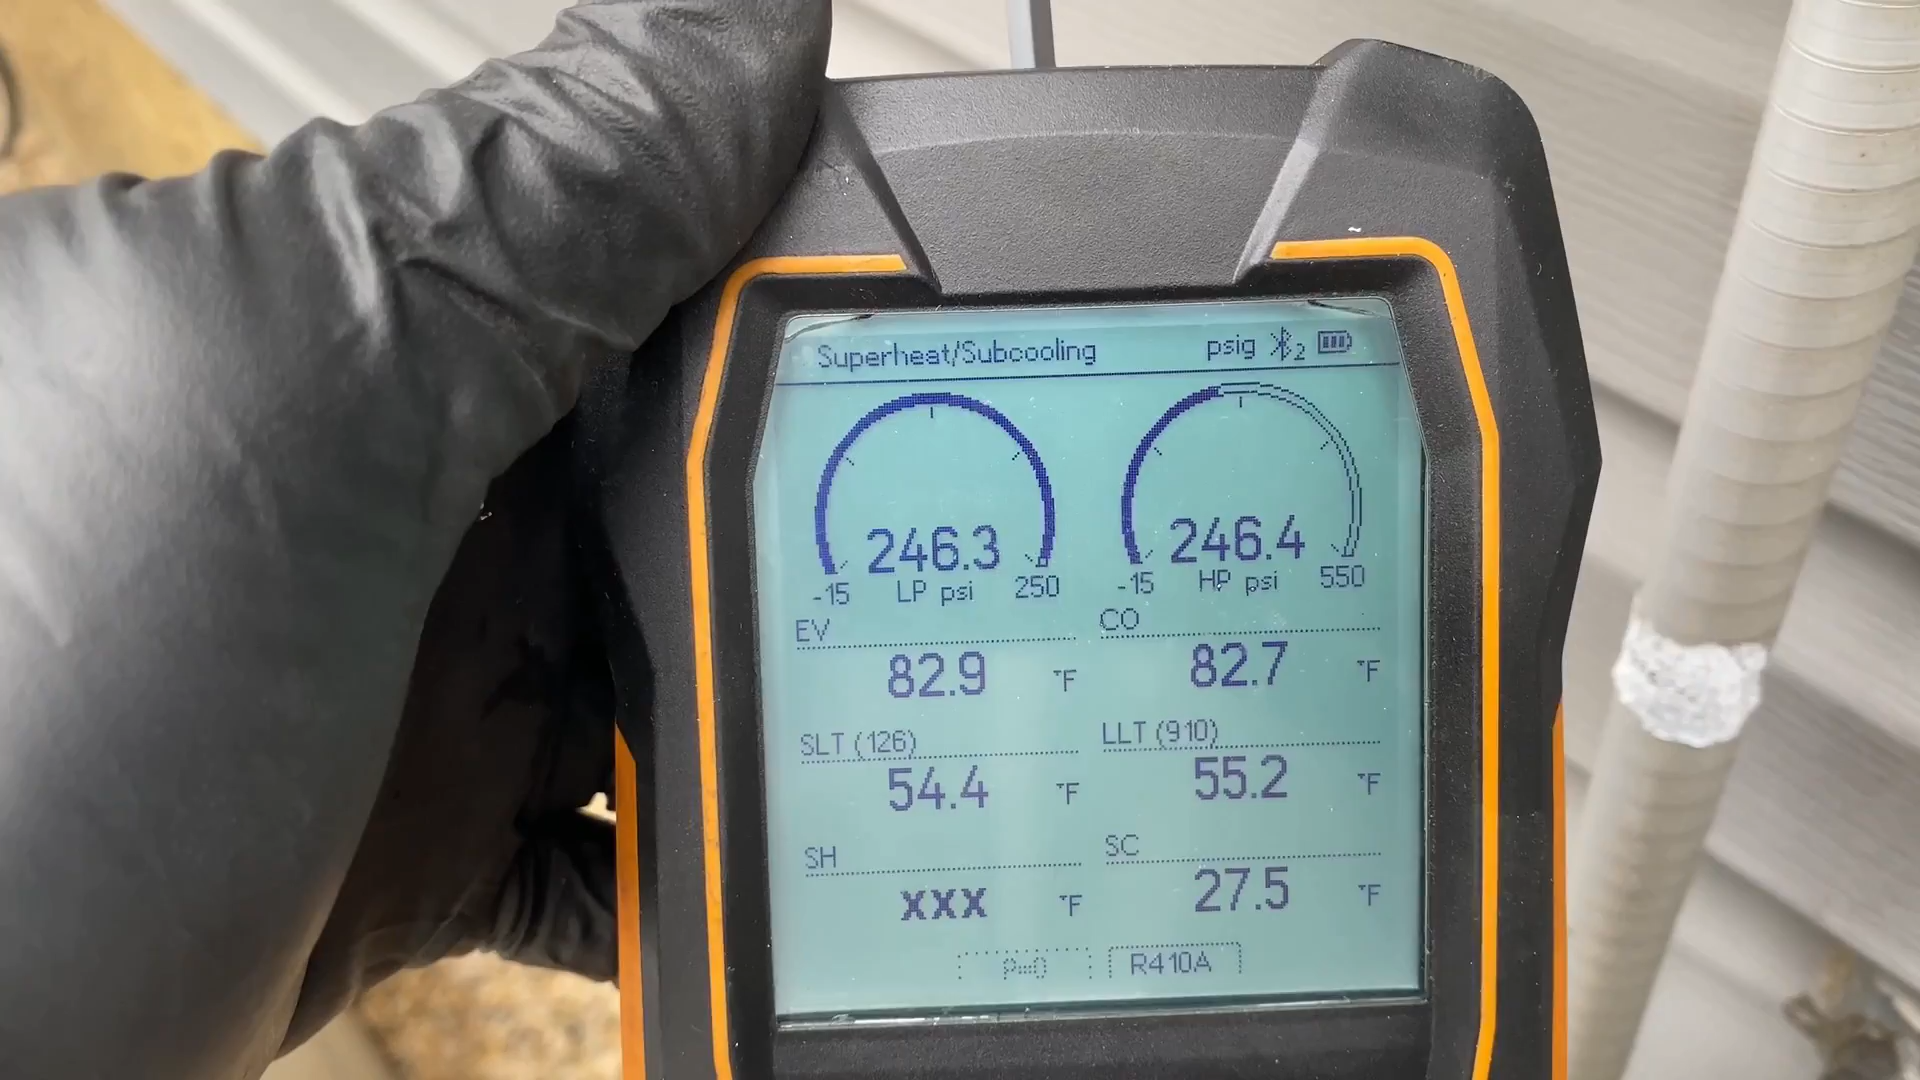 Superheat/Subcooling psig 2
246.3 246.4
-15 LP psi 250 -15 HP psi 550
EV CO
82.9 °F 82.7 °F
SLT (126) LLT (910)
54.4 °F 55.2 °F
SH SC
xxx °F 27.5 °F
P=0 R410A